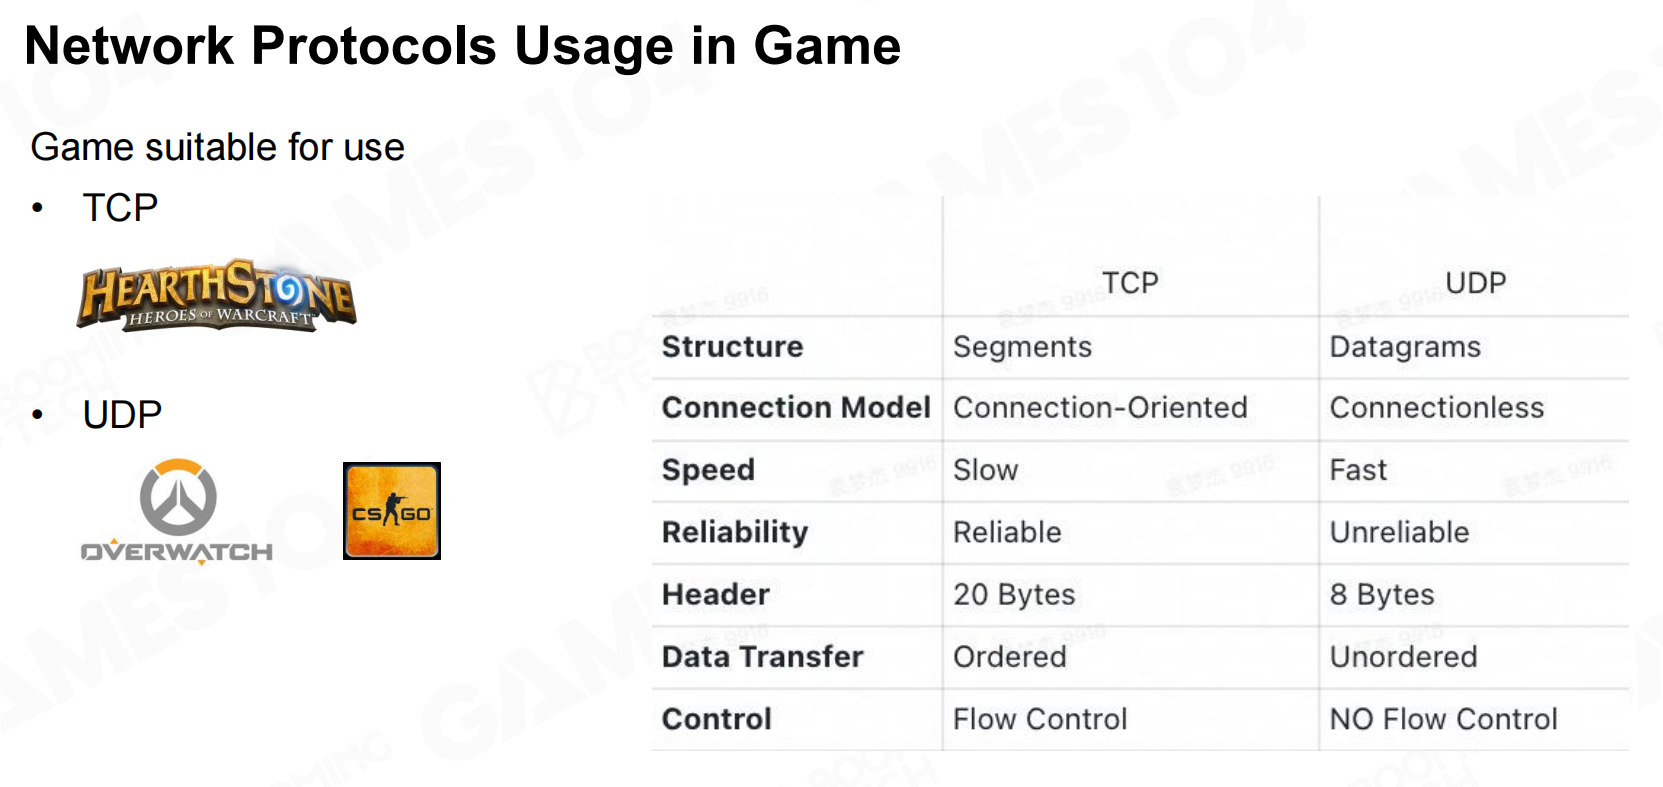 Network Protocols Usage in Game
Game suitable for use
• TCP
HEARTHSTONE
HEROES OF WARCRAFT
• UDP
OVERWATCH
CS GO
TCP UDP
Structure Segments Datagrams
Connection Model Connection-Oriented Connectionless
Speed Slow Fast
Reliability Reliable Unreliable
Header 20 Bytes 8 Bytes
Data Transfer Ordered Unordered
Control Flow Control NO Flow Control
GAMES104
BOOMING
TECH